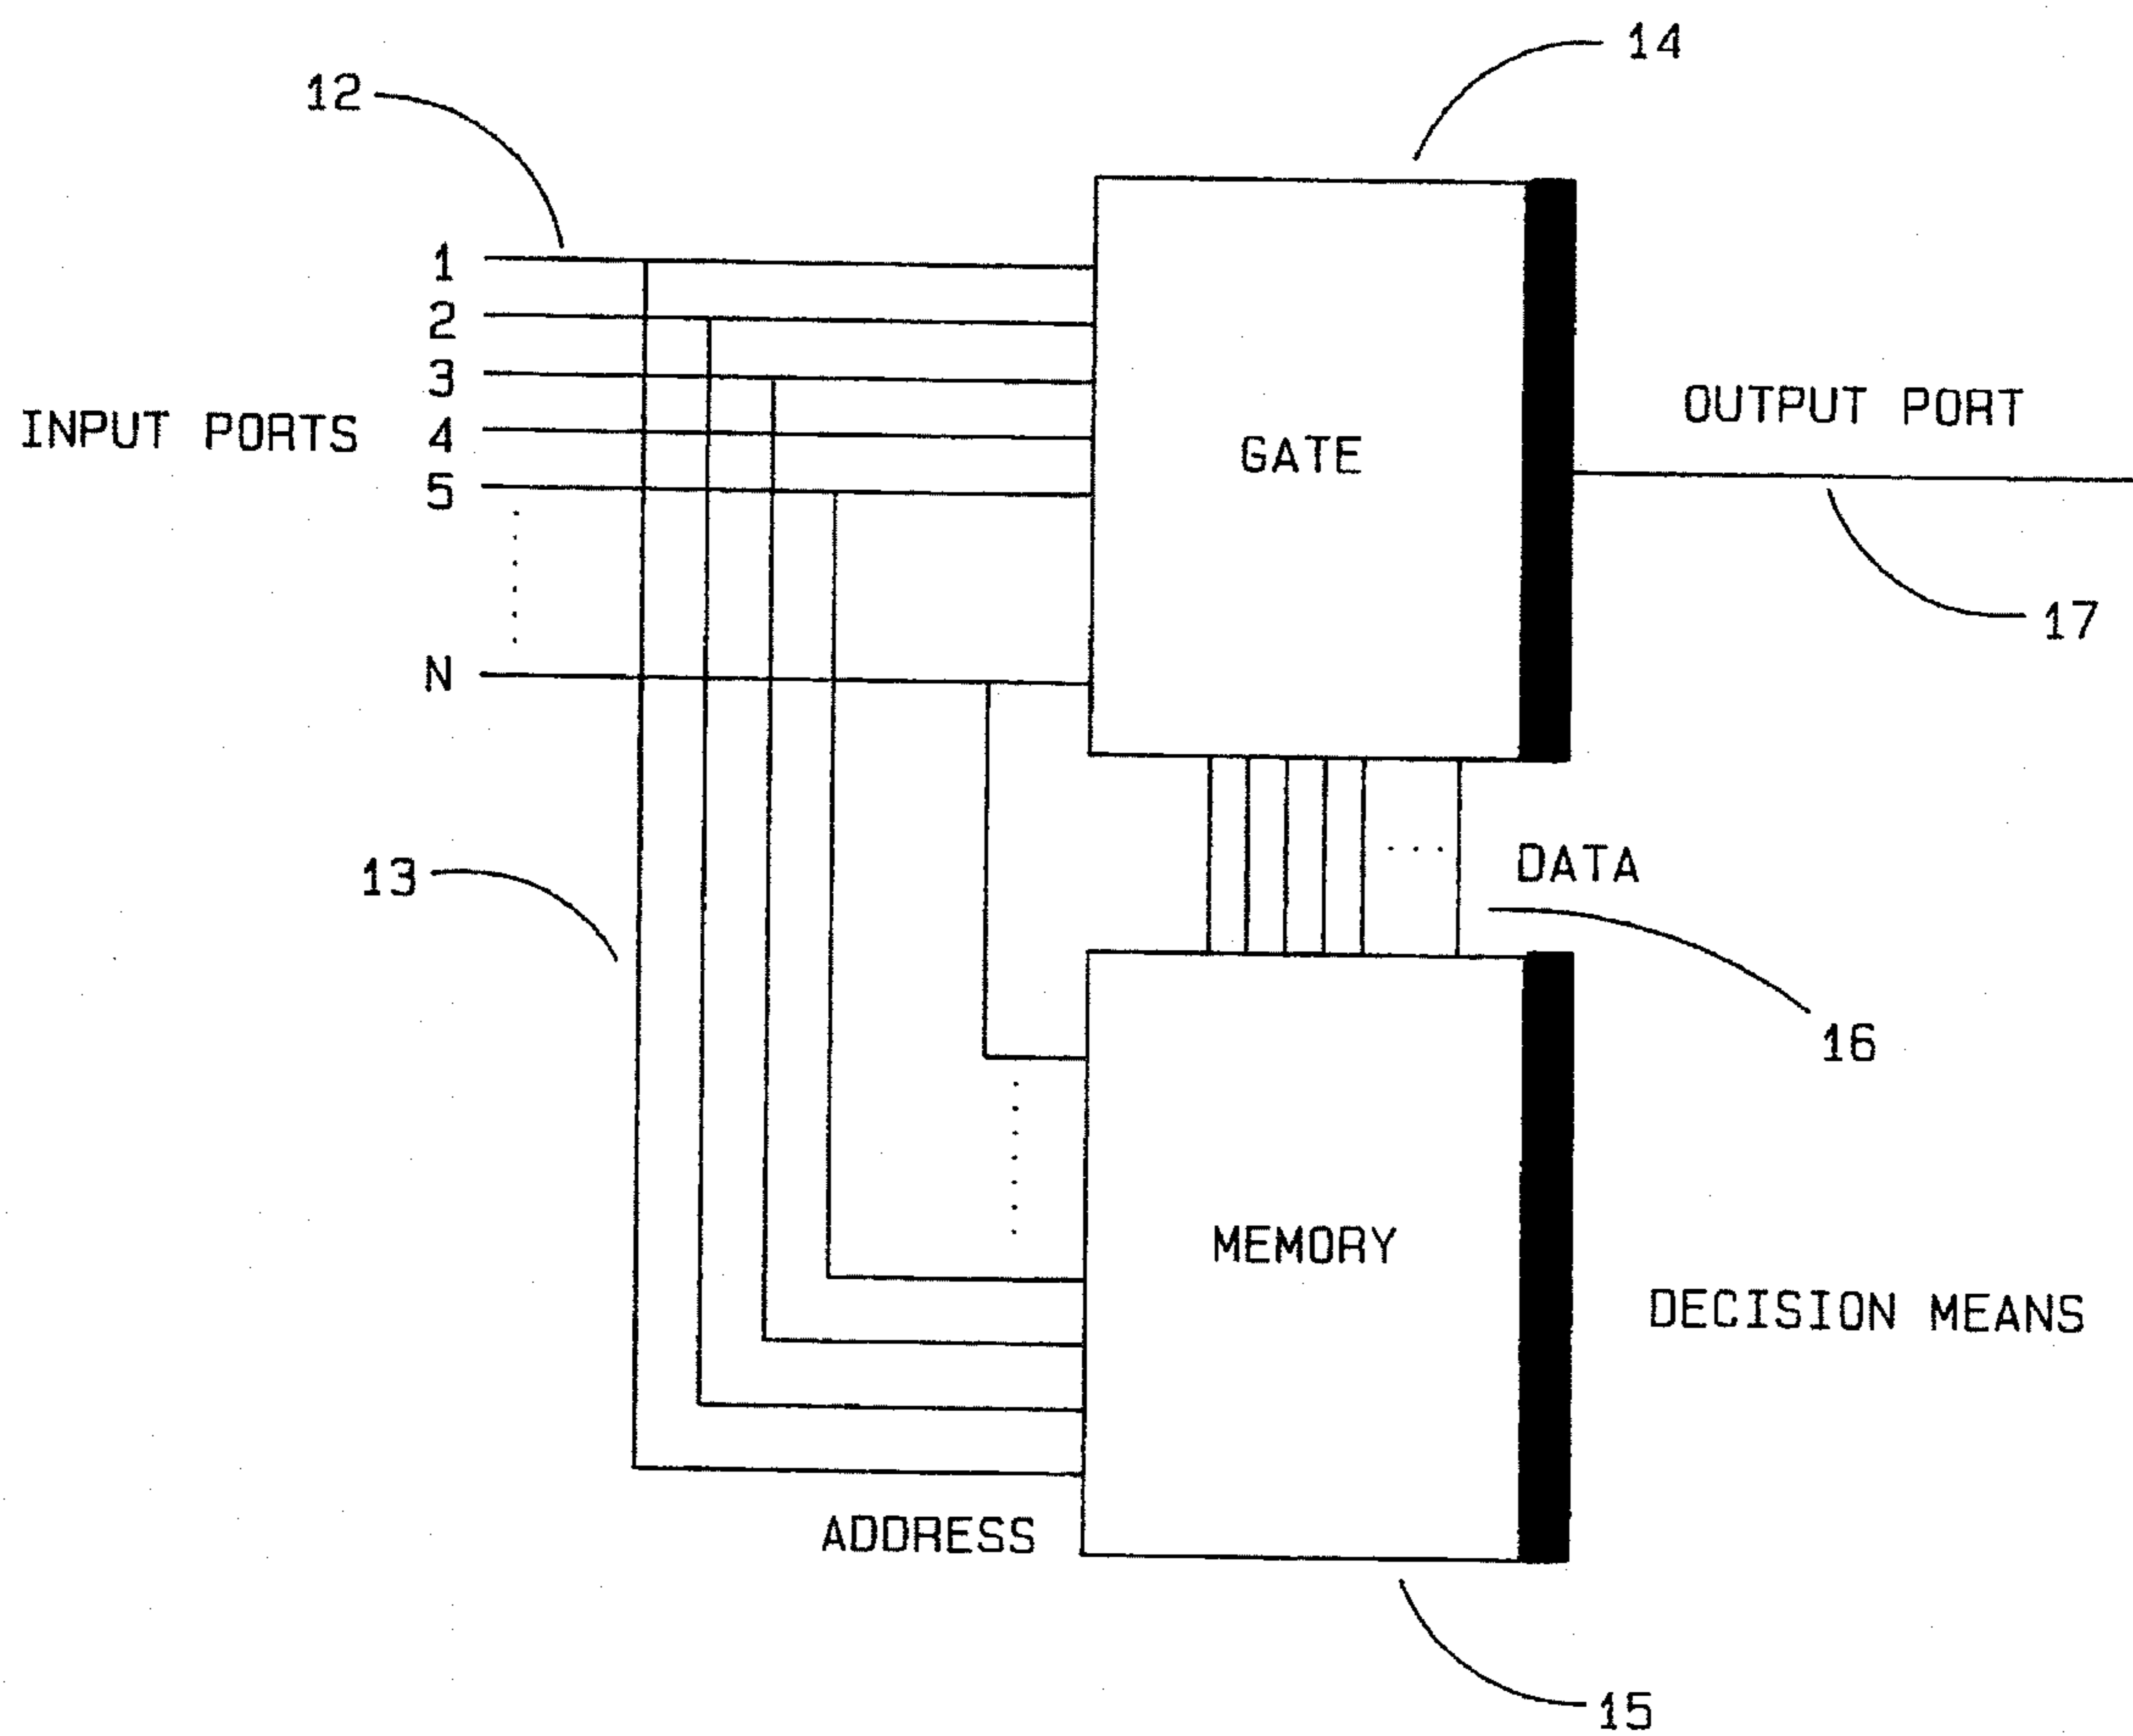 14
12
1
2
3
INPUT PORTS
4
5
N
GATE
OUTPUT PORT
17
13
DATA
16
MEMORY
DECISION MEANS
ADDRESS
15